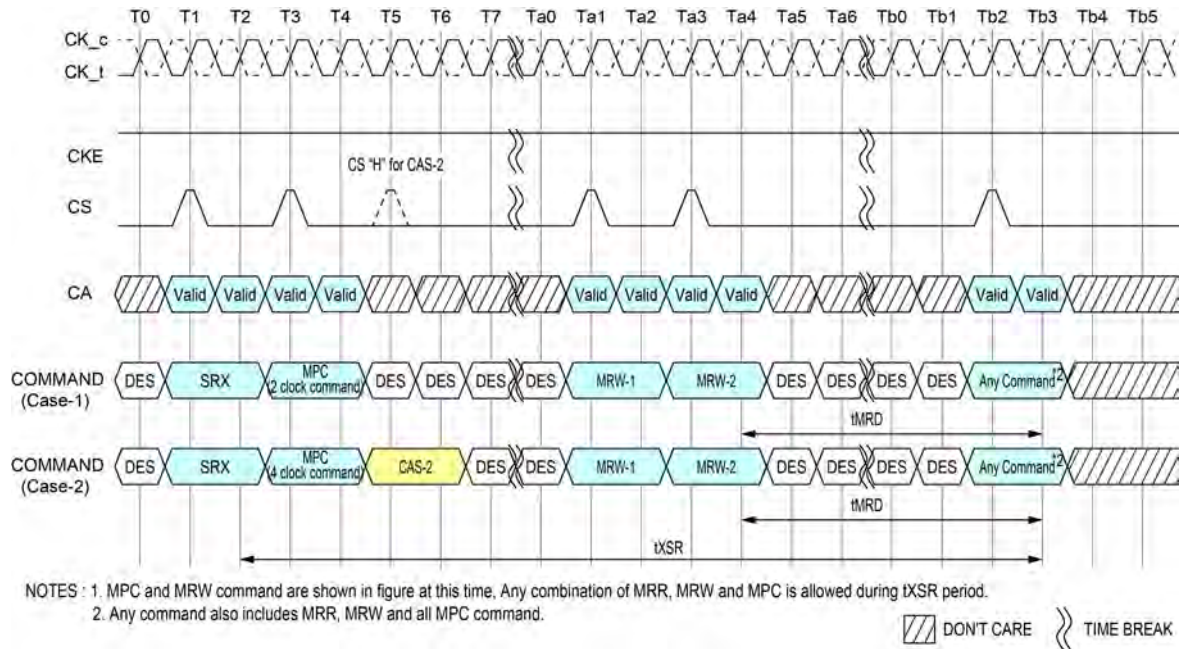 T0 T1 T2 T3 T4 T5 T6 T7 Ta0 Ta1 Ta2 Ta3 Ta4 Ta5 Ta6 Tb0 Tb1 Tb2 Tb3 Tb4 Tb5
CK_c
CK_t
CKE
CS "H" for CAS-2
CS
CA
Valid Valid Valid Valid Valid Valid Valid Valid Valid Valid
COMMAND
(Case-1)
DES SRX MPC
(2 clock command)
DES DES DES DES MRW-1 MRW-2 DES DES DES DES Any Command*2
tMRD
COMMAND
(Case-2)
DES SRX MPC
(4 clock command)
CAS-2 DES DES MRW-1 MRW-2 DES DES DES DES Any Command*2
tMRD
tXSR
NOTES : 1. MPC and MRW command are shown in figure at this time, Any combination of MRR, MRW and MPC is allowed during tXSR period.
2. Any command also includes MRR, MRW and all MPC command.
DON'T CARE
TIME BREAK